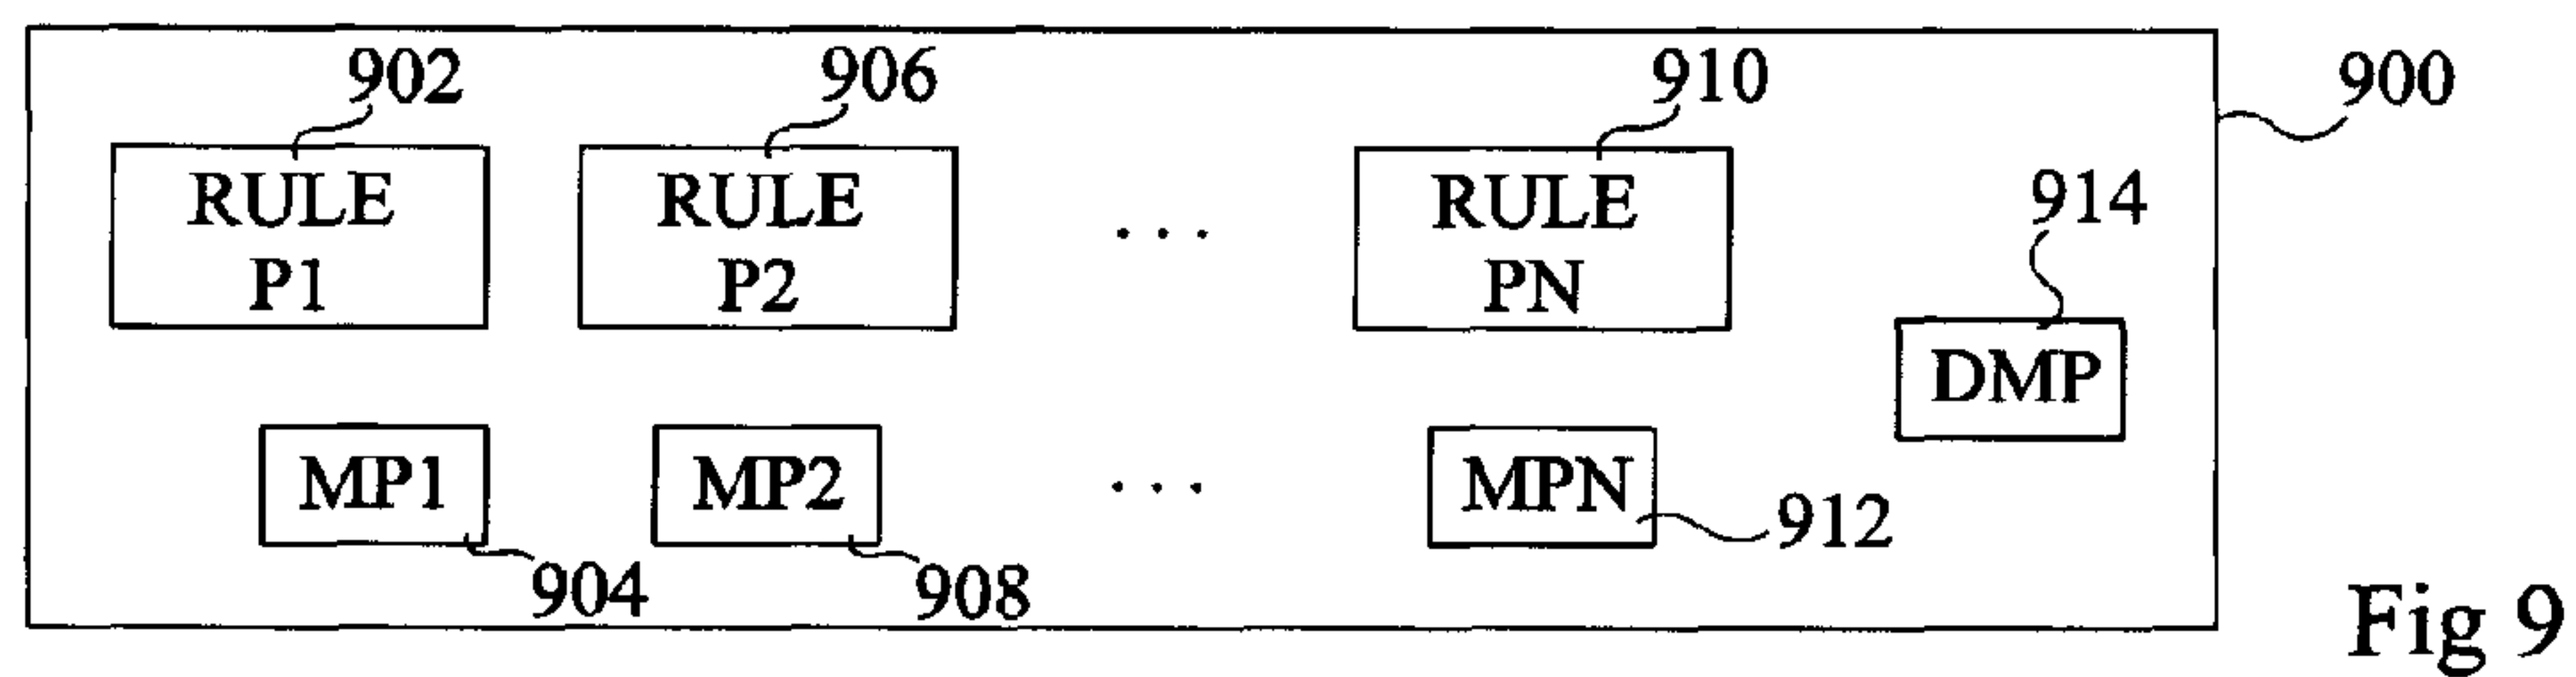 902
906
910
900
RULE
P1
RULE
P2
...
RULE
PN
914
DMP
MP1
MP2
...
MPN
912
904
908
Fig 9